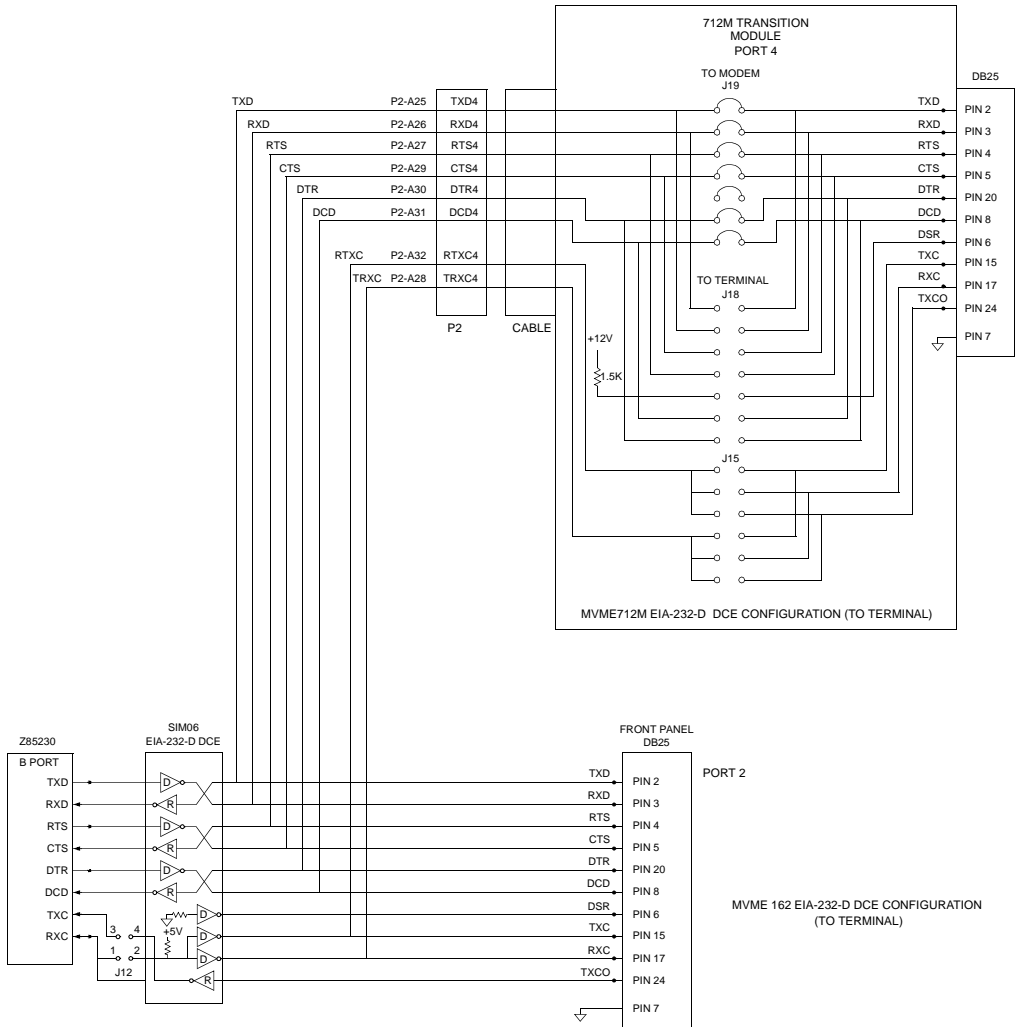 712M TRANSITION
MODULE
PORT 4
TO MODEM
J19
DB25
TXD P2-A25 TXD4 TXD PIN 2
RXD P2-A26 RXD4 RXD PIN 3
RTS P2-A27 RTS4 RTS PIN 4
CTS P2-A29 CTS4 CTS PIN 5
DTR P2-A30 DTR4 DTR PIN 20
DCD P2-A31 DCD4 DCD PIN 8
DSR PIN 6
RTXC P2-A32 RTXC4 TXC PIN 15
TRXC P2-A28 TRXC4 RXC PIN 17
TO TERMINAL
J18
TXCO PIN 24
P2 CABLE
+12V
PIN 7
1.5K
J15
MVME712M EIA-232-D DCE CONFIGURATION (TO TERMINAL)
SIM06
EIA-232-D DCE
Z85230
B PORT
FRONT PANEL
DB25
PORT 2
TXD D TXD PIN 2
RXD R RXD PIN 3
RTS D RTS PIN 4
CTS R CTS PIN 5
DTR D DTR PIN 20
DCD R DCD PIN 8
TXC D DSR PIN 6
+5V
RXC 3 4 D TXC PIN 15
1 2 D RXC PIN 17
J12 R TXCO PIN 24
PIN 7
MVME 162 EIA-232-D DCE CONFIGURATION
(TO TERMINAL)